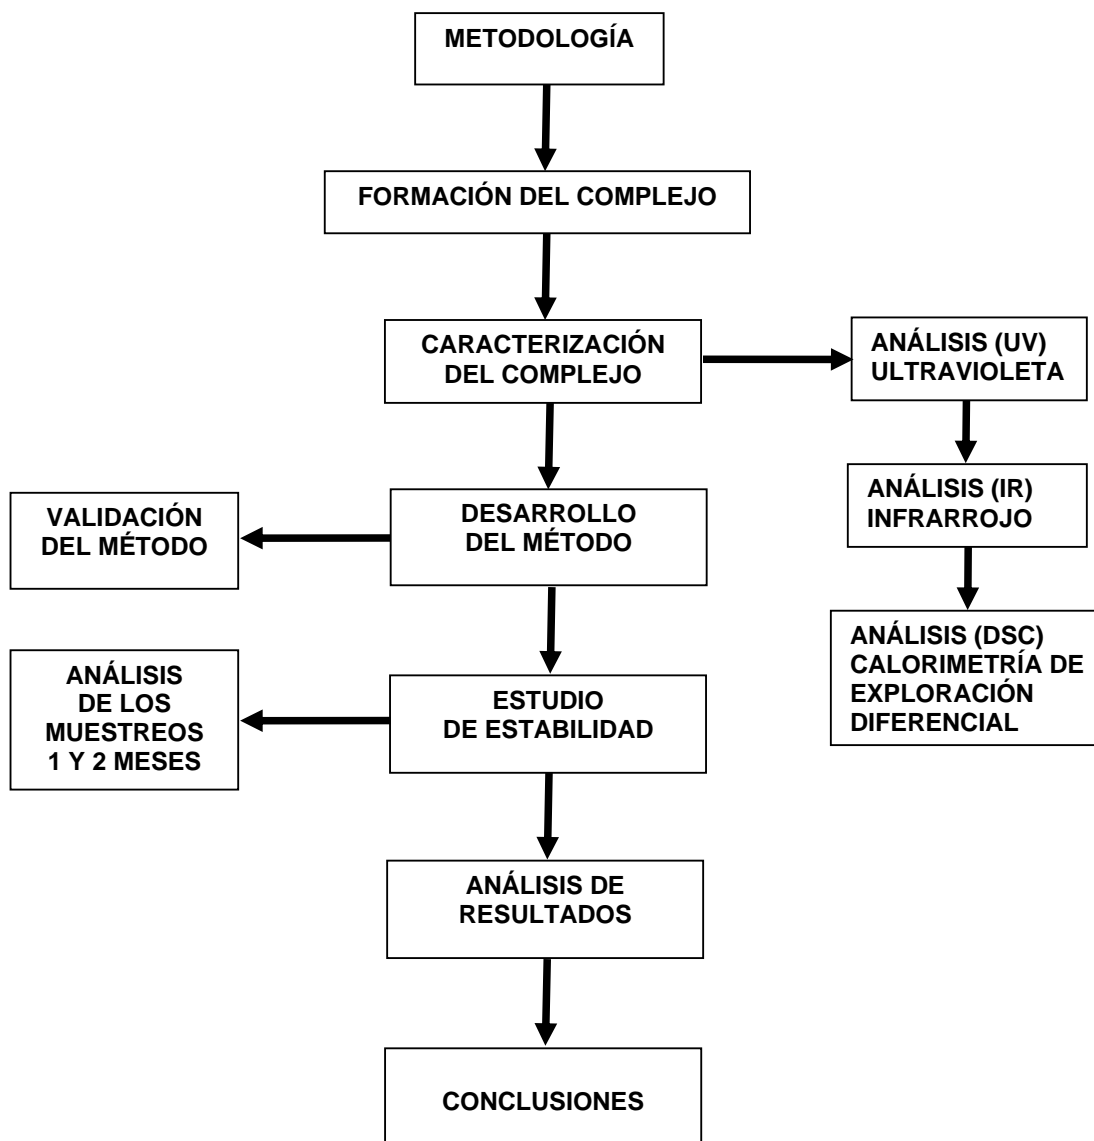 METODOLOGÍA
FORMACIÓN DEL COMPLEJO
CARACTERIZACIÓN
DEL COMPLEJO
ANÁLISIS (UV)
ULTRAVIOLETA
ANÁLISIS (IR)
INFRARROJO
ANÁLISIS (DSC)
CALORIMETRÍA DE
EXPLORACIÓN
DIFERENCIAL
DESARROLLO
DEL MÉTODO
VALIDACIÓN
DEL MÉTODO
ESTUDIO
DE ESTABILIDAD
ANÁLISIS
DE LOS
MUESTREOS
1 Y 2 MESES
ANÁLISIS DE
RESULTADOS
CONCLUSIONES